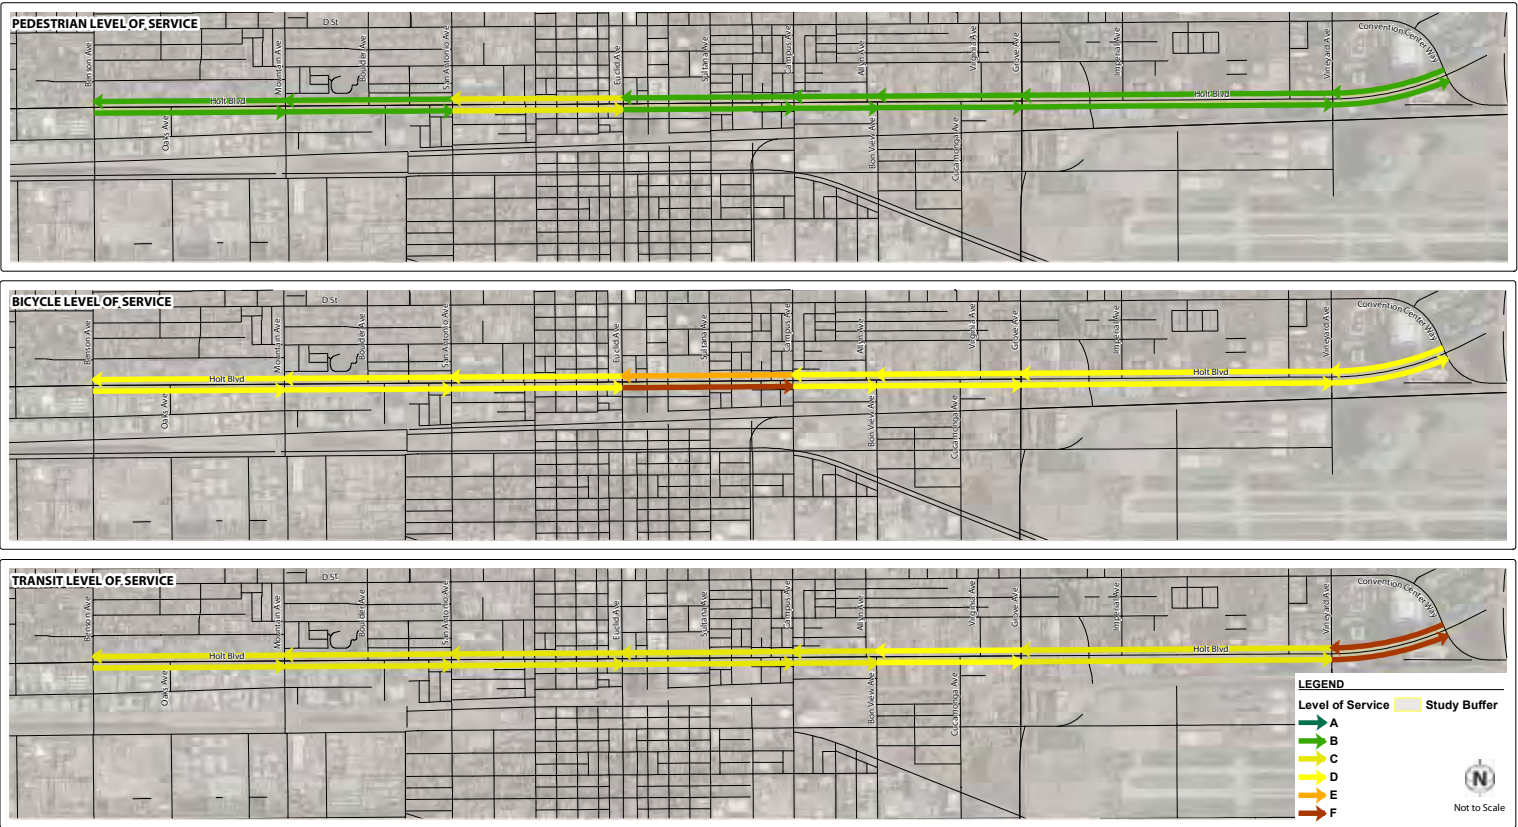 PEDESTRIAN LEVEL OF SERVICE
D St
Convention Center Way
Benson Ave
Mountain Ave
Boulder Ave
San Antonio Ave
Euclid Ave
Sultana Ave
Campus Ave
Allyn Ave
Virginia Ave
Grove Ave
Imperial Ave
Vineyard Ave
Holt Blvd
Holt Blvd
Oaks Ave
Bon View Ave
Cucamonga Ave
BICYCLE LEVEL OF SERVICE
D St
Convention Center Way
Benson Ave
Mountain Ave
Boulder Ave
San Antonio Ave
Euclid Ave
Sultana Ave
Campus Ave
Allyn Ave
Virginia Ave
Grove Ave
Imperial Ave
Vineyard Ave
Holt Blvd
Holt Blvd
Oaks Ave
Bon View Ave
Cucamonga Ave
TRANSIT LEVEL OF SERVICE
D St
Convention Center Way
Benson Ave
Mountain Ave
Boulder Ave
San Antonio Ave
Euclid Ave
Sultana Ave
Campus Ave
Allyn Ave
Virginia Ave
Grove Ave
Imperial Ave
Vineyard Ave
Holt Blvd
Holt Blvd
Oaks Ave
Bon View Ave
Cucamonga Ave
LEGEND
Level of Service Study Buffer
A
B
C
D
E
F
N
Not to Scale